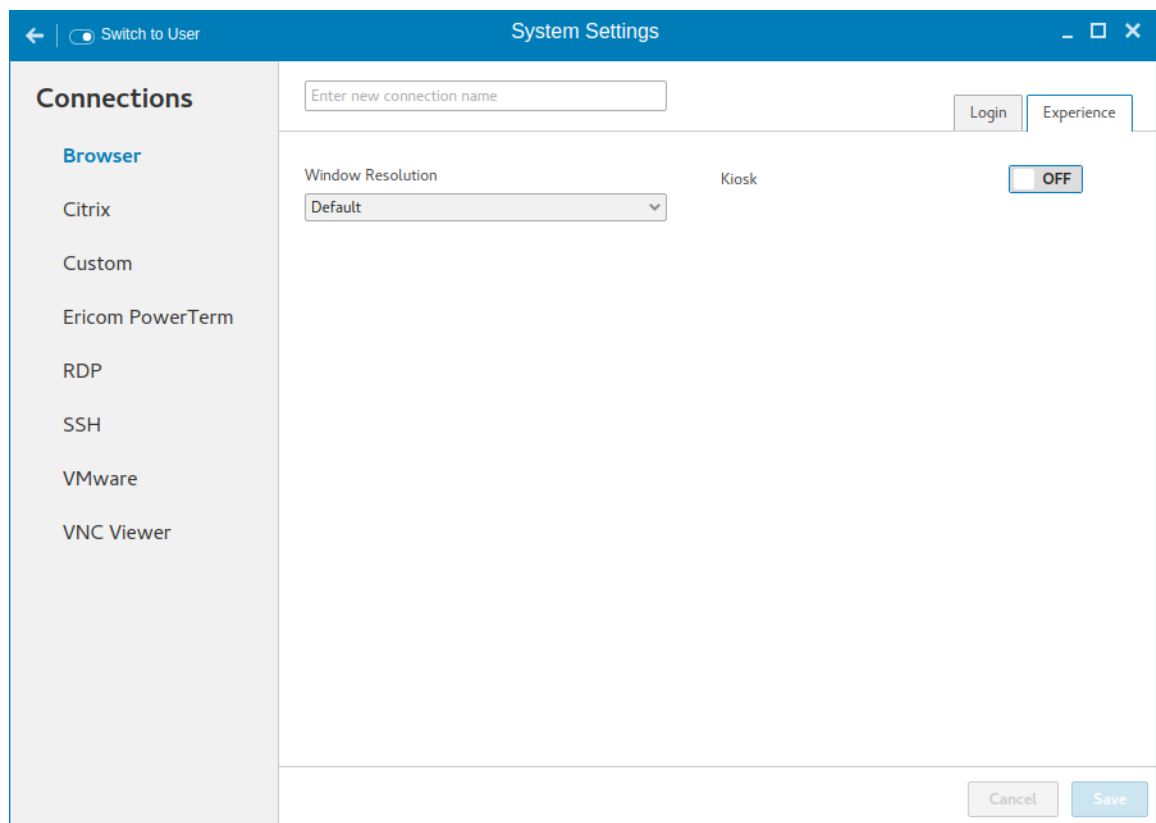 Switch to User
System Settings
Connections
Browser
Citrix
Custom
Ericom PowerTerm
RDP
SSH
VMware
VNC Viewer
Enter new connection name
Login
Experience
Window Resolution
Default
Kiosk
OFF
Cancel
Save